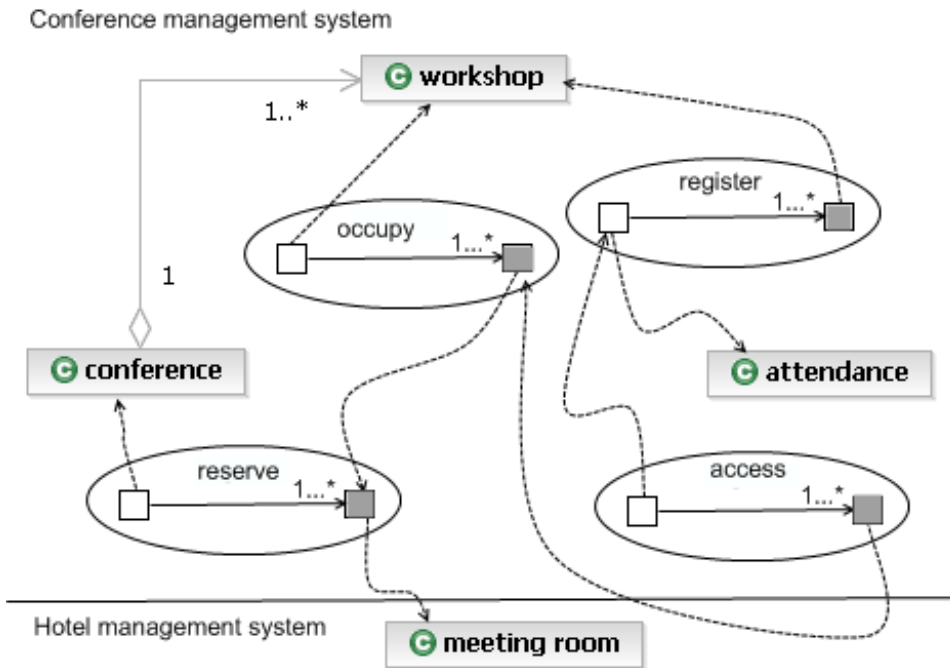 Conference management system
C workshop
1..*
register
1...*
occupy
1...*
1
C conference
C attendance
reserve
1...*
access
1...*
Hotel management system
C meeting room